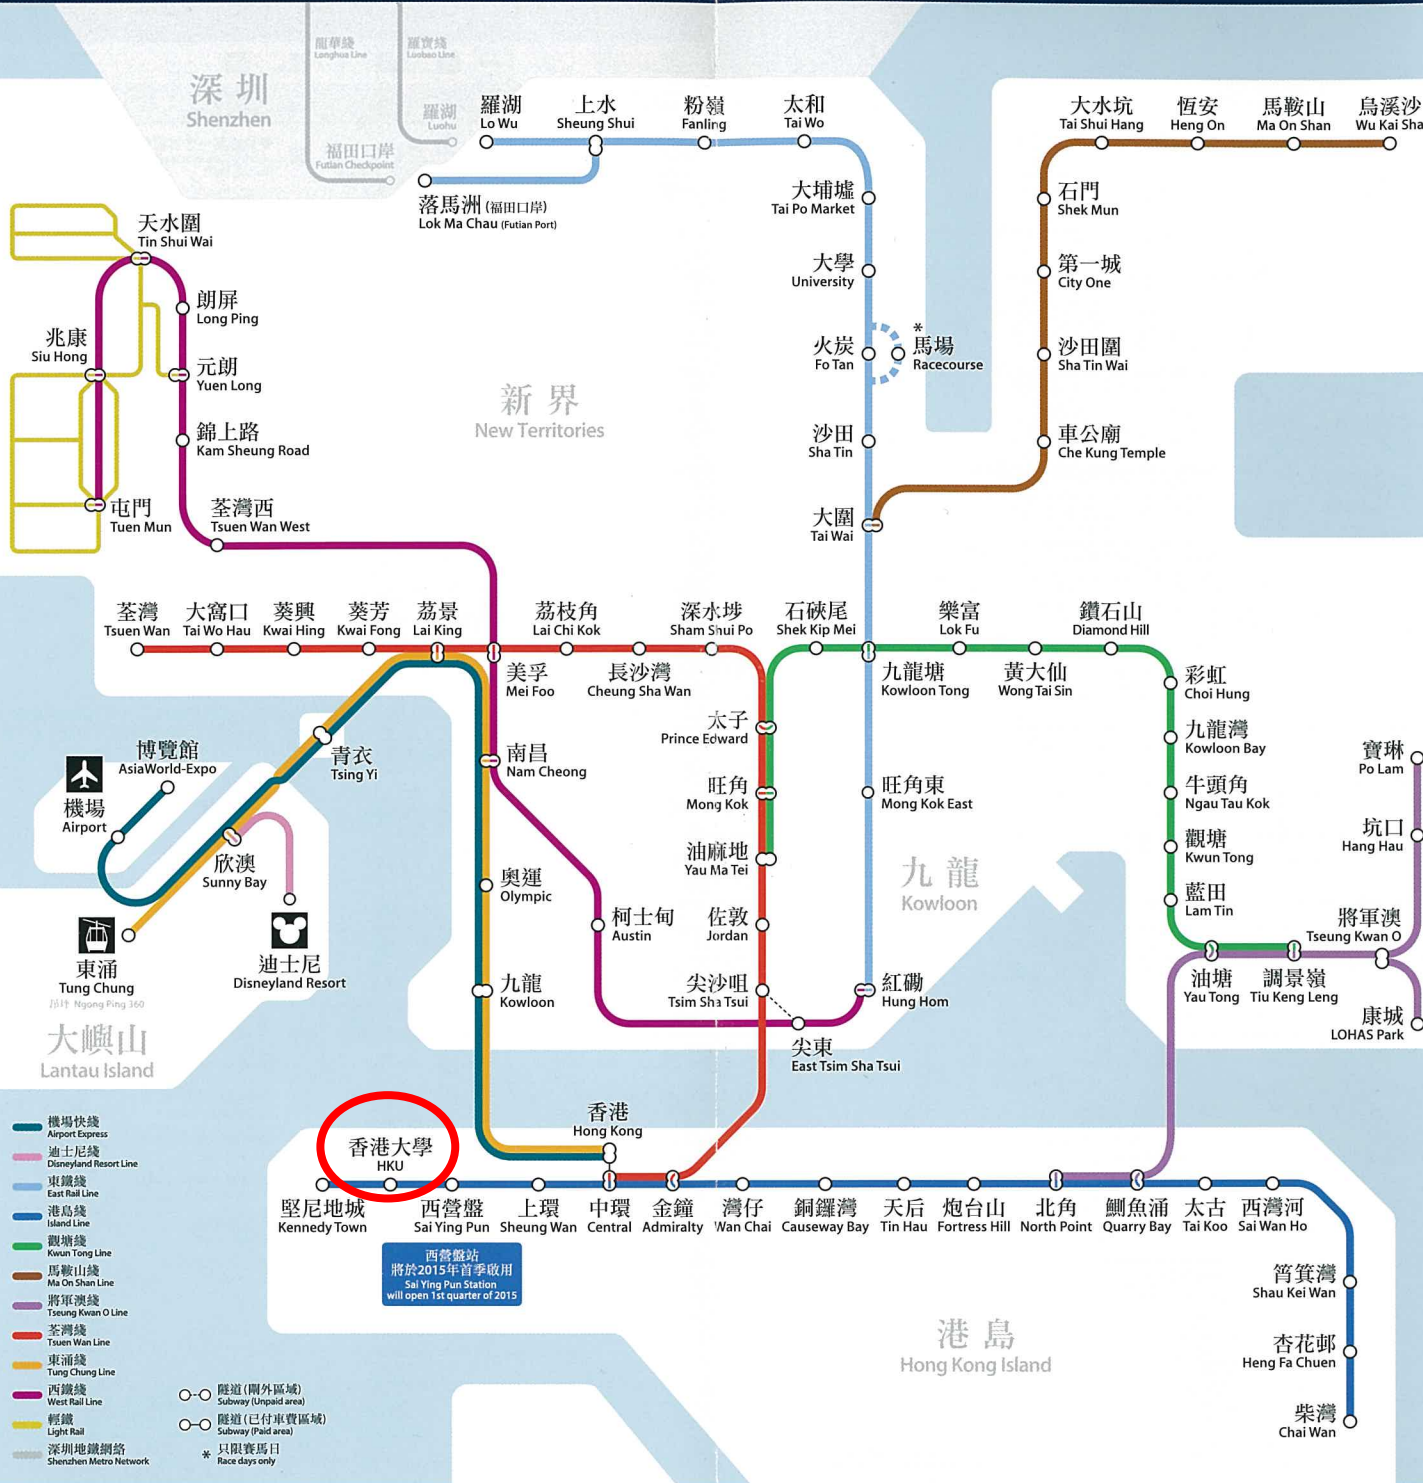 龍華綫
Longhua Line
羅寶綫
Luobao Line
深圳
Shenzhen
羅湖
Luohu
福田口岸
Futian Checkpoint
羅湖
Lo Wu
上水
Sheung Shui
粉嶺
Fanling
太和
Tai Wo
大水坑
Tai Shui Hang
恆安
Heng On
馬鞍山
Ma On Shan
烏溪沙
Wu Kai Sha
落馬洲 (福田口岸)
Lok Ma Chau (Futian Port)
大埔墟
Tai Po Market
石門
Shek Mun
天水圍
Tin Shui Wai
大學
University
第一城
City One
朗屏
Long Ping
兆康
Siu Hong
火炭
Fo Tan
*
馬場
Racecourse
沙田圍
Sha Tin Wai
元朗
Yuen Long
新界
New Territories
錦上路
Kam Sheung Road
沙田
Sha Tin
車公廟
Che Kung Temple
屯門
Tuen Mun
荃灣西
Tsuen Wan West
大圍
Tai Wai
荃灣
Tsuen Wan
大窩口
Tai Wo Hau
葵興
Kwai Hing
葵芳
Kwai Fong
荔景
Lai King
荔枝角
Lai Chi Kok
深水埗
Sham Shui Po
石硤尾
Shek Kip Mei
樂富
Lok Fu
鑽石山
Diamond Hill
美孚
Mei Foo
長沙灣
Cheung Sha Wan
九龍塘
Kowloon Tong
黃大仙
Wong Tai Sin
彩虹
Choi Hung
太子
Prince Edward
九龍灣
Kowloon Bay
博覽館
AsiaWorld-Expo
青衣
Tsing Yi
南昌
Nam Cheong
寶琳
Po Lam
機場
Airport
旺角
Mong Kok
旺角東
Mong Kok East
牛頭角
Ngau Tau Kok
坑口
Hang Hau
欣澳
Sunny Bay
油麻地
Yau Ma Tei
觀塘
Kwun Tong
奧運
Olympic
九龍
Kowloon
藍田
Lam Tin
柯士甸
Austin
佐敦
Jordan
將軍澳
Tseung Kwan O
東涌
Tung Chung
昂坪 Ngong Ping 360
迪士尼
Disneyland Resort
九龍
Kowloon
尖沙咀
Tsim Sha Tsui
紅磡
Hung Hom
油塘
Yau Tong
調景嶺
Tiu Keng Leng
康城
LOHAS Park
大嶼山
Lantau Island
尖東
East Tsim Sha Tsui
香港
Hong Kong
香港大學
HKU
堅尼地城
Kennedy Town
西營盤
Sai Ying Pun
上環
Sheung Wan
中環
Central
金鐘
Admiralty
灣仔
Wan Chai
銅鑼灣
Causeway Bay
天后
Tin Hau
炮台山
Fortress Hill
北角
North Point
鰂魚涌
Quarry Bay
太古
Tai Koo
西灣河
Sai Wan Ho
西營盤站
將於2015年首季啟用
Sai Ying Pun Station
will open 1st quarter of 2015
筲箕灣
Shau Kei Wan
港島
Hong Kong Island
杏花邨
Heng Fa Chuen
柴灣
Chai Wan
機場快綫
Airport Express
迪士尼綫
Disneyland Resort Line
東鐵綫
East Rail Line
港島綫
Island Line
觀塘綫
Kwun Tong Line
馬鞍山綫
Ma On Shan Line
將軍澳綫
Tseung Kwan O Line
荃灣綫
Tsuen Wan Line
東涌綫
Tung Chung Line
西鐵綫
West Rail Line
輕鐵
Light Rail
深圳地鐵網絡
Shenzhen Metro Network
隧道 (閘外區域)
Subway (Unpaid area)
隧道 (已付車費區域)
Subway (Paid area)
* 只限賽馬日
Race days only